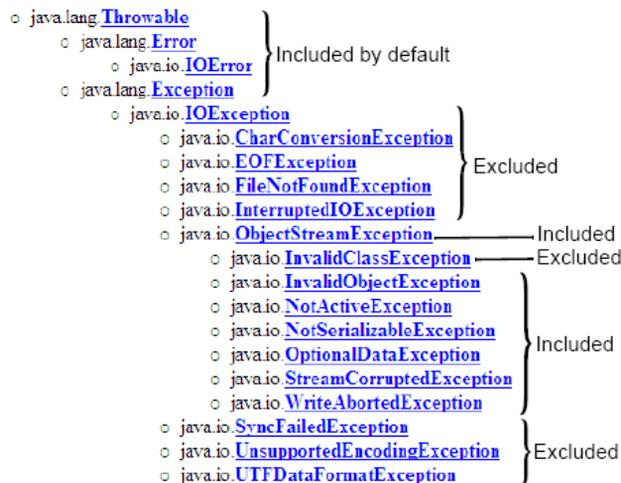 java.lang.Throwable
java.lang.Error
java.io.IOError
java.lang.Exception
Included by default
java.io.IOException
java.io.CharConversionException
java.io.EOFException
java.io.FileNotFoundException
java.io.InterruptedIOException
Excluded
java.io.ObjectStreamException Included
java.io.InvalidClassException Excluded
java.io.InvalidObjectException
java.io.NotActiveException
java.io.NotSerializableException
java.io.OptionalDataException
java.io.StreamCorruptedException
java.io.WriteAbortedException
Included
java.io.SyncFailedException
java.io.UnsupportedEncodingException
java.io.UTFDataFormatException
Excluded